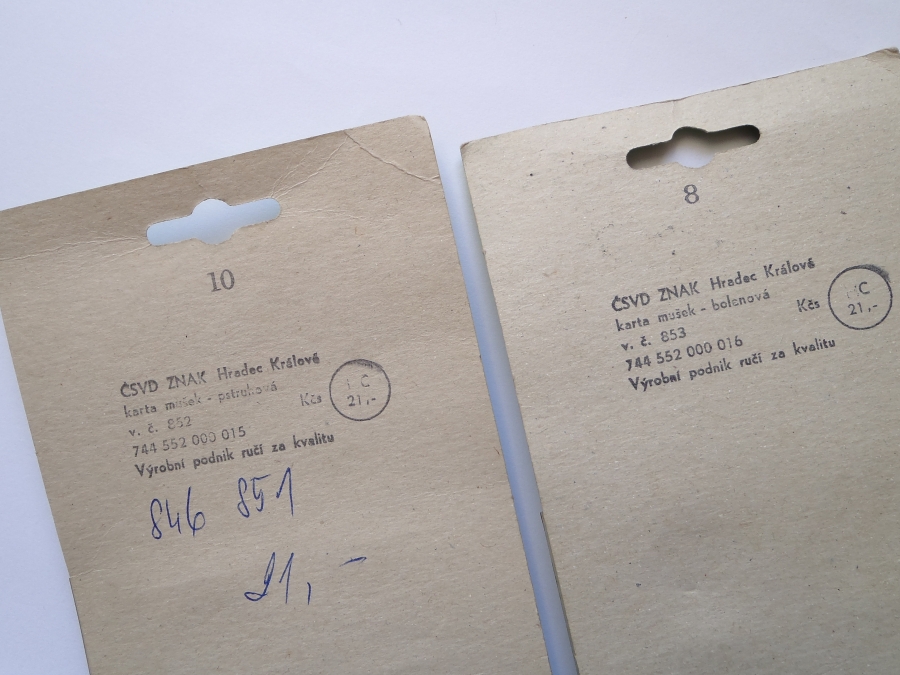 10
ČSVD ZNAK Hradec Králové
karta mušek - pstruhová
v. č. 852
744 552 000 015
Kčs
21,-
Výrobní podnik ručí za kvalitu
846 851
21,-
8
ČSVD ZNAK Hradec Králové
karta mušek - bolenová
v. č. 853
744 552 000 016
Kčs
21,-
Výrobní podnik ručí za kvalitu